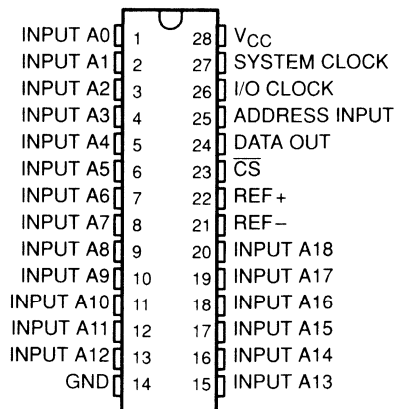 INPUT A0 1 28 VCC
INPUT A1 2 27 SYSTEM CLOCK
INPUT A2 3 26 I/O CLOCK
INPUT A3 4 25 ADDRESS INPUT
INPUT A4 5 24 DATA OUT
INPUT A5 6 23 C̅S̅
INPUT A6 7 22 REF+
INPUT A7 8 21 REF−
INPUT A8 9 20 INPUT A18
INPUT A9 10 19 INPUT A17
INPUT A10 11 18 INPUT A16
INPUT A11 12 17 INPUT A15
INPUT A12 13 16 INPUT A14
GND 14 15 INPUT A13